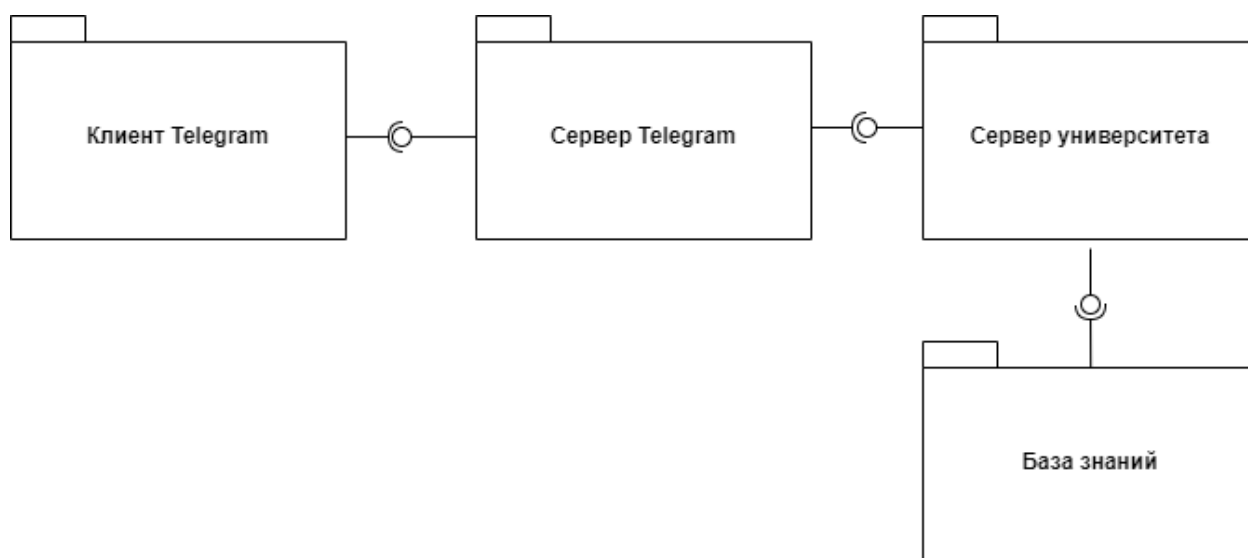 Клиент Telegram
Сервер Telegram
Сервер университета
База знаний